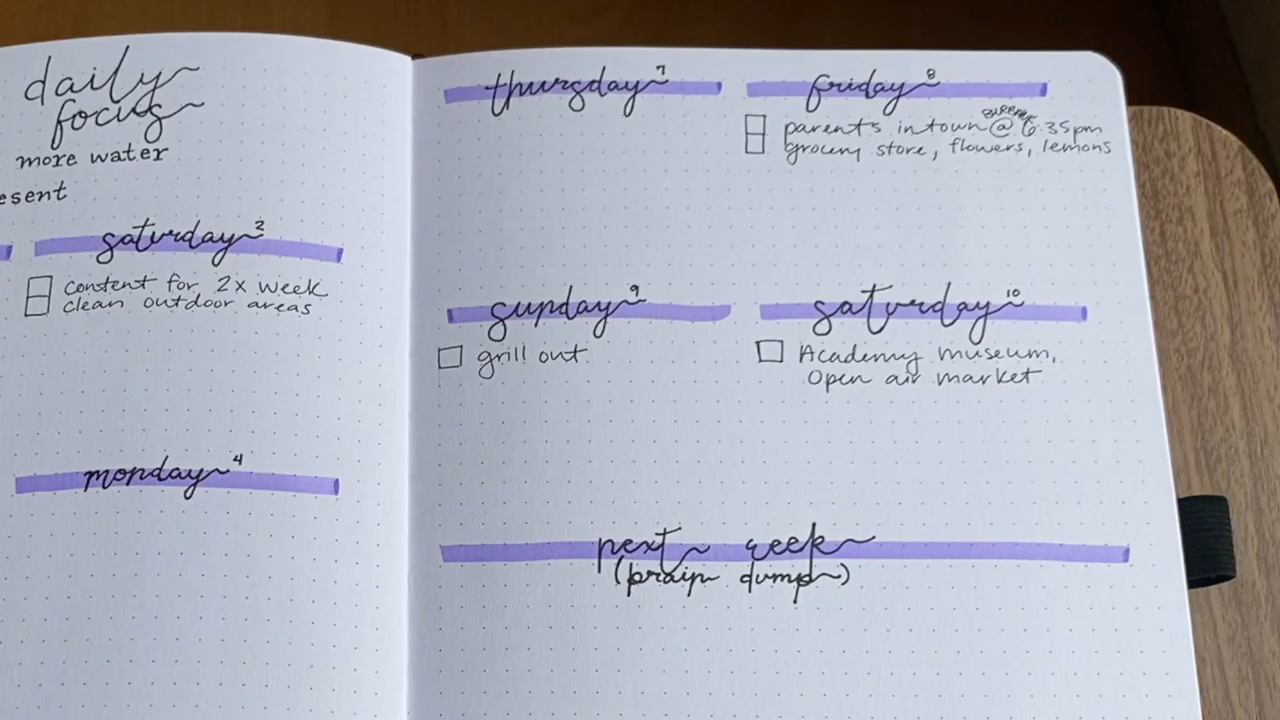 daily
focus
more water
esent
saturday 2
content for 2x week
clean outdoor areas
monday 4
thursday 7
friday 8
BURBANK
parents in town @ 6:35pm
grocery store, flowers, lemons
sunday 9
grill out
saturday 10
Academy museum,
Open air market
next week
(brain dump)